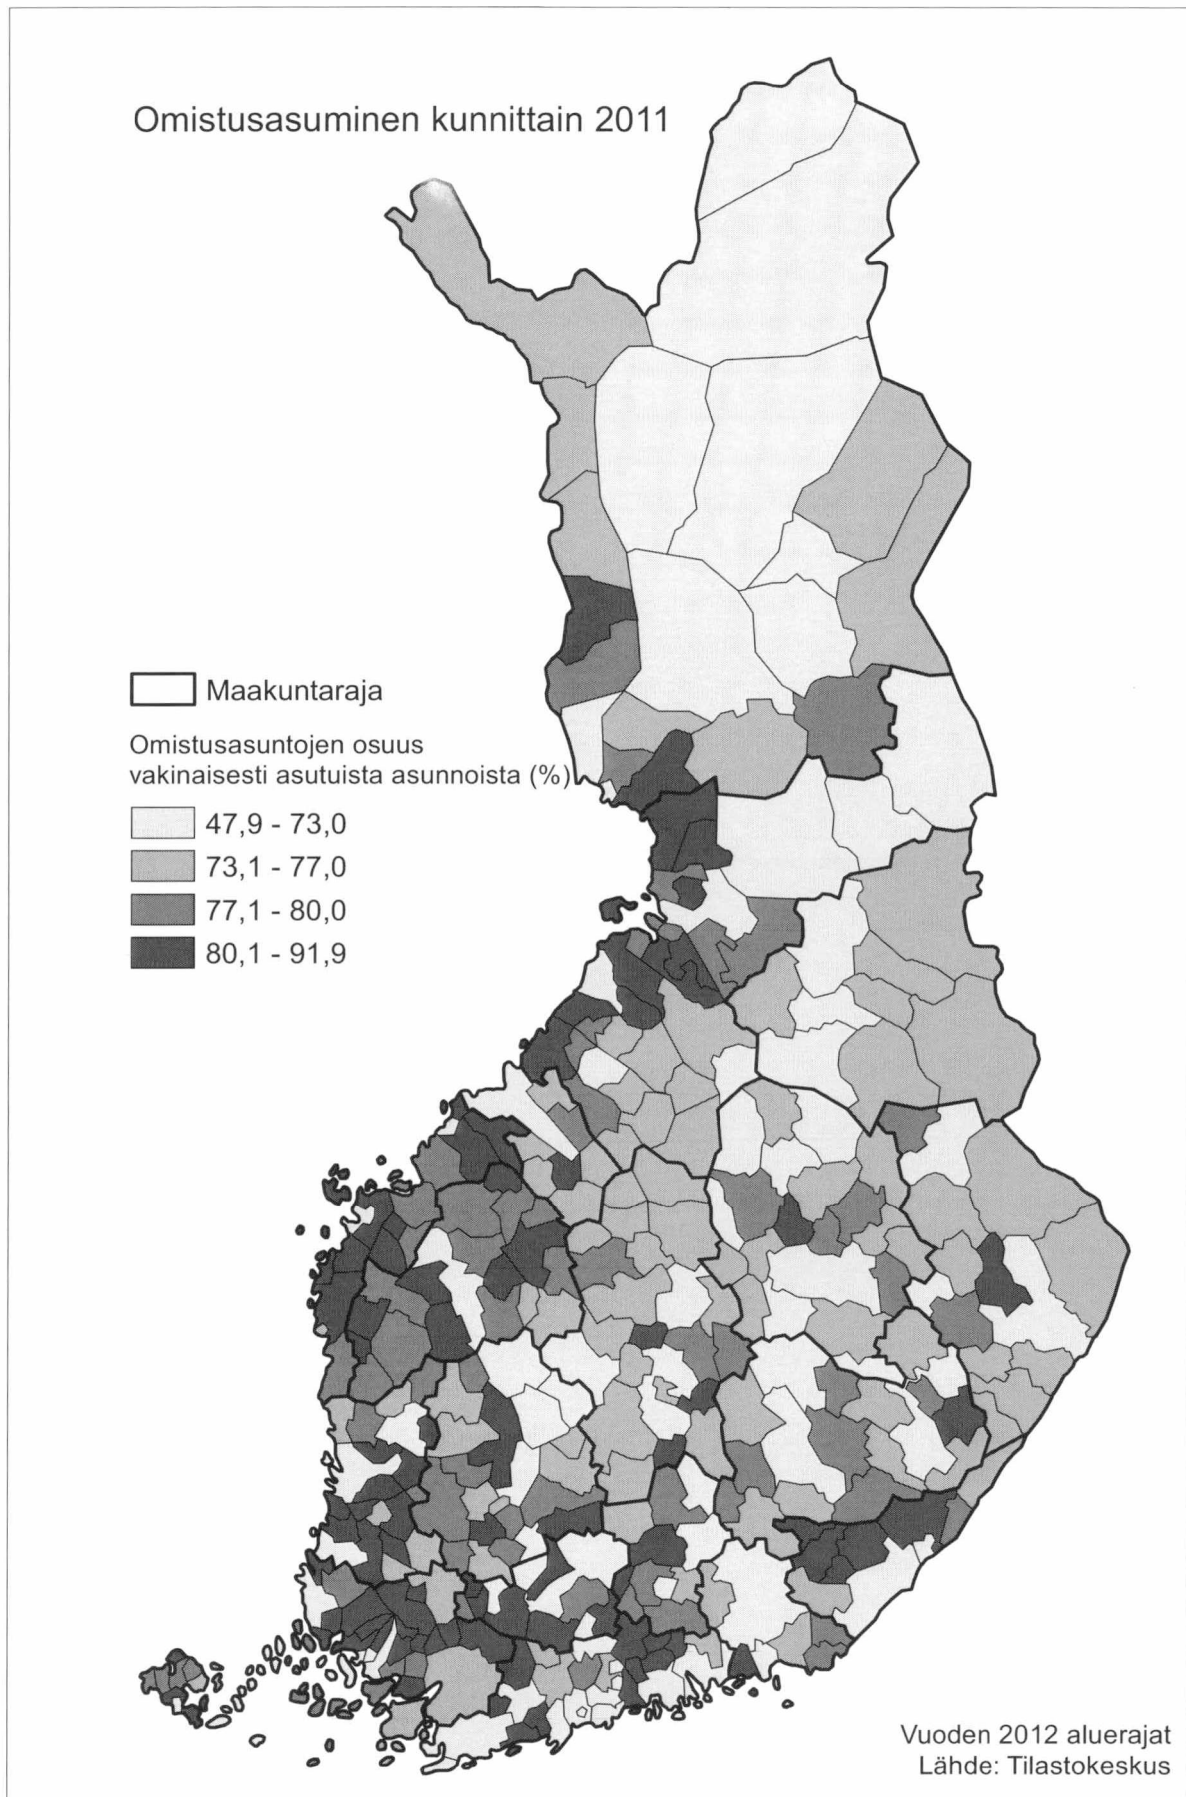 Omistusasuminen kunnittain 2011
Maakuntaraja
Omistusasuntojen osuus
vakinaisesti asutuista asunnoista (%)
47,9 - 73,0
73,1 - 77,0
77,1 - 80,0
80,1 - 91,9
Vuoden 2012 aluerajat
Lähde: Tilastokeskus